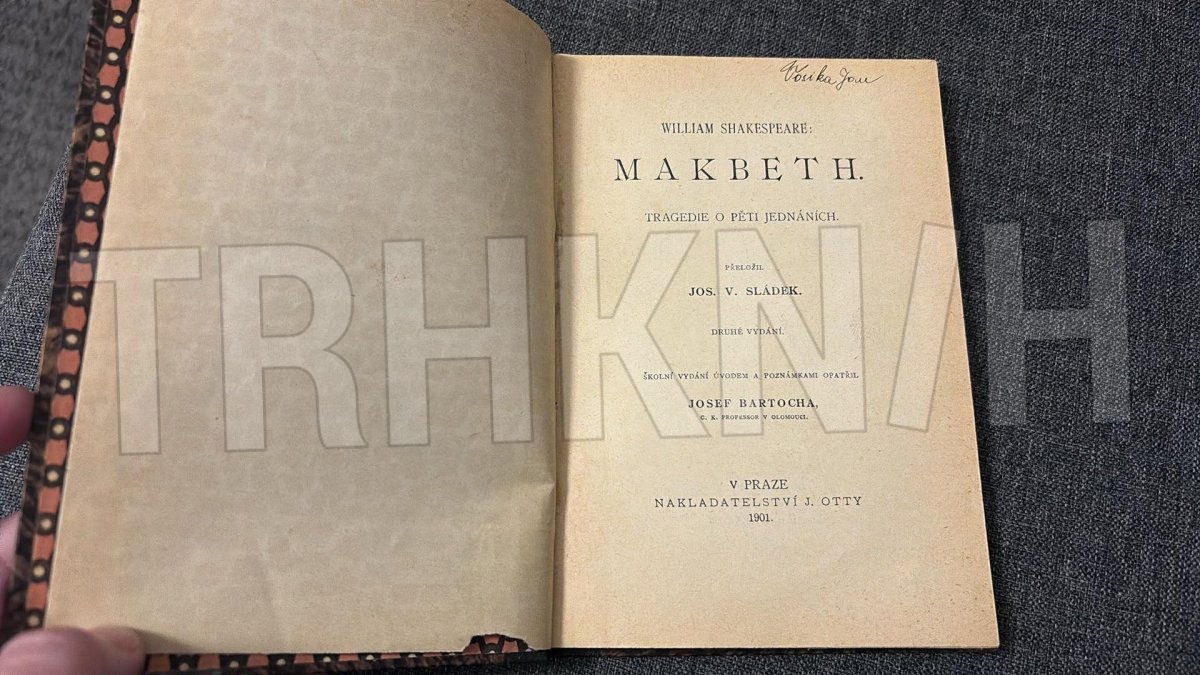 WILLIAM SHAKESPEARE:
MAKBETH.
TRAGEDIE O PĚTI JEDNÁNÍCH.
PŘELOŽIL
JOS. V. SLÁDEK.
DRUHÉ VYDÁNÍ.
ŠKOLNÍ VYDÁNÍ ÚVODEM A POZNÁMKAMI OPATŘIL
JOSEF BARTOCHA,
C. K. PROFESSOR V OLOMOUCI.
V PRAZE
NAKLADATELSTVÍ J. OTTY
1901.
TRHKNIH